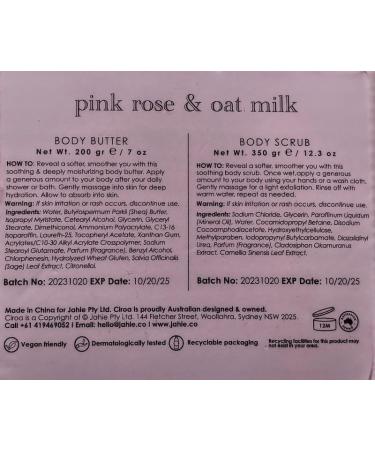 pink rose & oat milk
BODY BUTTER
Net Wt. 200 gr ℮ / 7 oz
HOW TO: Reveal a softer, smoother you with this
soothing & deeply moisturizing body butter. Apply
a generous amount to your body after your daily
shower or bath. Gently massage into skin for deep
hydration. Allow to absorb into skin.
Warning: If skin irritation or rash occurs, discontinue use.
Ingredients: Water, Butyrospermum Parkii (Shea) Butter,
Isopropyl Myristate, Cetearyl Alcohol, Glycerin, Glyceryl
Stearate, Dimethiconol, Ammonium Polyacrylate, C13-16
Isoparaffin, Laureth-25, Tocopheryl Acetate, Xanthan Gum,
Acrylates/C10-30 Alkyl Acrylate Crosspolymer, Sodium
Stearoyl Glutamate, Parfum (Fragrance), Benzyl Alcohol,
Chlorphenesin, Hydrolyzed Wheat Gluten, Salvia Officinalis
(Sage) Leaf Extract, Citronellol.
Batch No: 20231020 EXP Date: 10/20/25
BODY SCRUB
Net Wt. 350 gr ℮ / 12.3 oz
HOW TO: Reveal a softer, smoother you with this
soothing body scrub. Once wet,apply a generous
amount to your body using your hands or a wash cloth.
Gently massage for a light exfoliation. Rinse off with
warm water, repeat as needed.
Warning: If skin irritation or rash occurs, discontinue use.
Ingredients: Sodium Chloride, Glycerin, Paraffinum Liquidum
(Mineral Oil), Water, Cocamidopropyl Betaine, Disodium
Cocoamphodiacetate, Hydroxyethylcellulose,
Methylparaben, Iodopropynyl Butylcarbamate, Diazolidinyl
Urea, Parfum (Fragrance), Cladosiphon Okamuranus
Extract, Camellia Sinensis Leaf Extract.
Batch No: 20231020 EXP Date: 10/20/25
Made in China for Jahie Pty Ltd. Ciroa is proudly Australian designed & owned.
Ciroa is a Copyright of © Jahie Pty Ltd. 144 Fletcher Street, Woollahra, Sydney NSW 2025.
Call +61 419469052 | Email: hello@jahie.co | www.jahie.co
12M
Vegan friendly
Dermatologically tested
Recyclable packaging
Recycling facilities for this product may
not exist in your area.